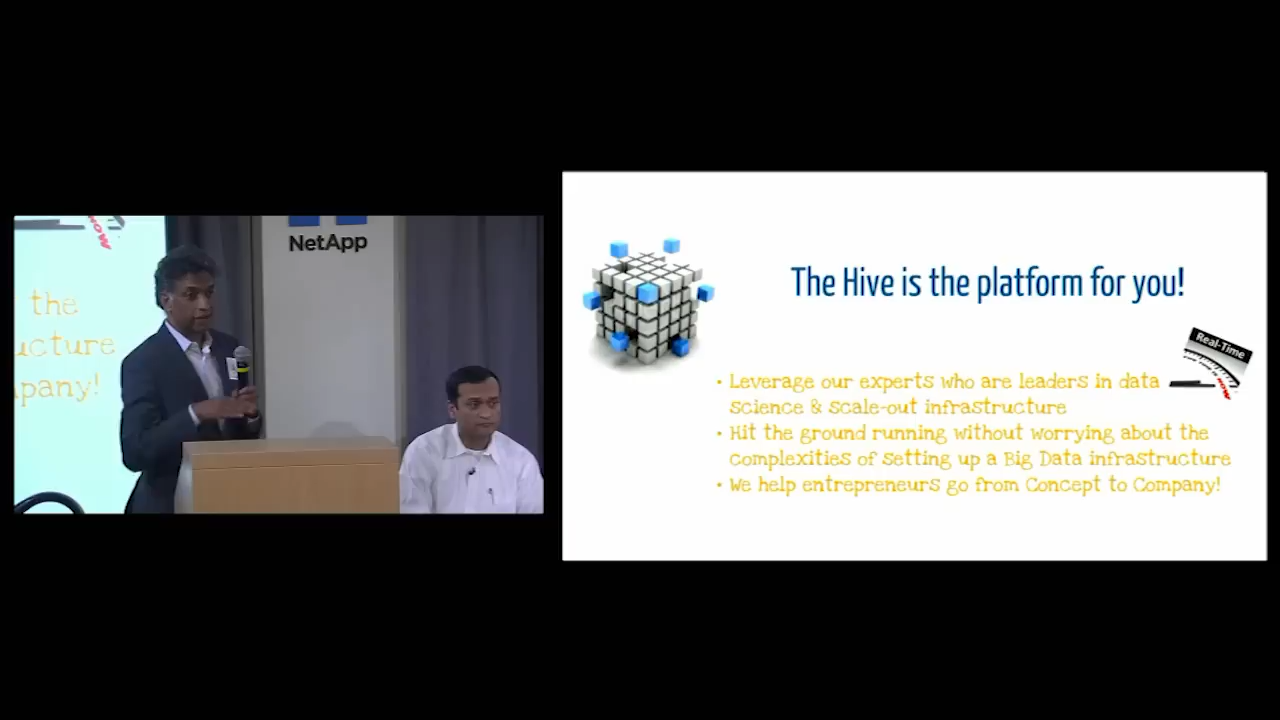 NOW
the
ucture
pany!
NetApp
The Hive is the platform for you!
Real-Time
NOW
• Leverage our experts who are leaders in data
science & scale-out infrastructure
• Hit the ground running without worrying about the
complexities of setting up a Big Data infrastructure
• We help entrepreneurs go from Concept to Company!